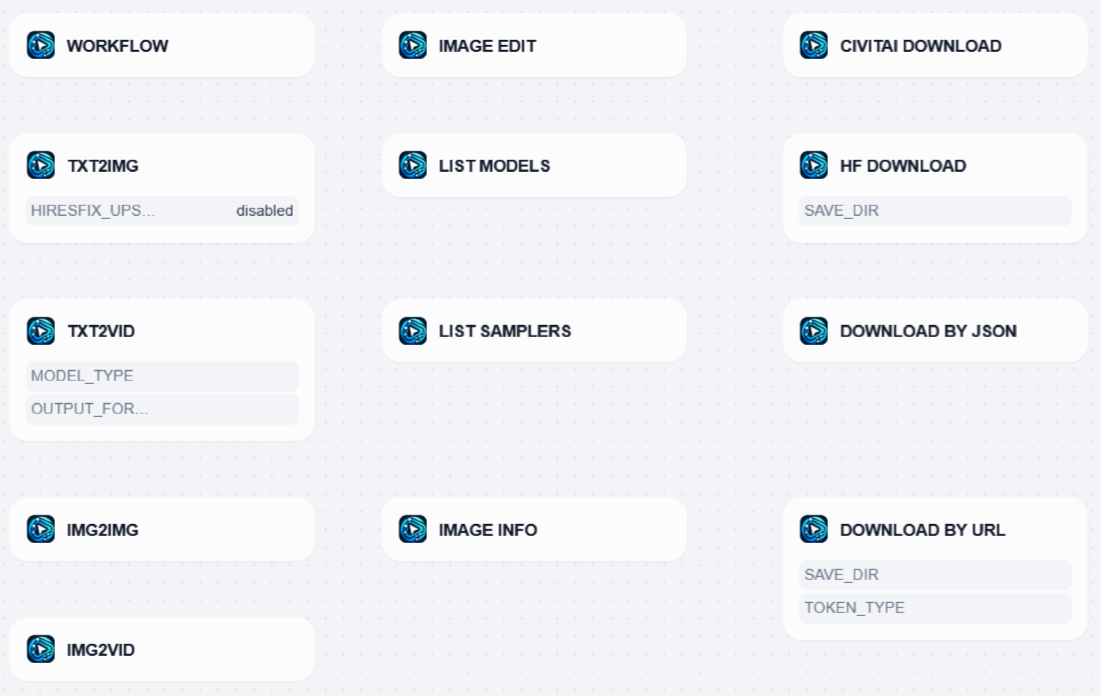 WORKFLOW
IMAGE EDIT
CIVITAI DOWNLOAD
TXT2IMG
HIRESFIX_UPS... disabled
LIST MODELS
HF DOWNLOAD
SAVE_DIR
TXT2VID
MODEL_TYPE
OUTPUT_FOR...
LIST SAMPLERS
DOWNLOAD BY JSON
IMG2IMG
IMAGE INFO
DOWNLOAD BY URL
SAVE_DIR
TOKEN_TYPE
IMG2VID